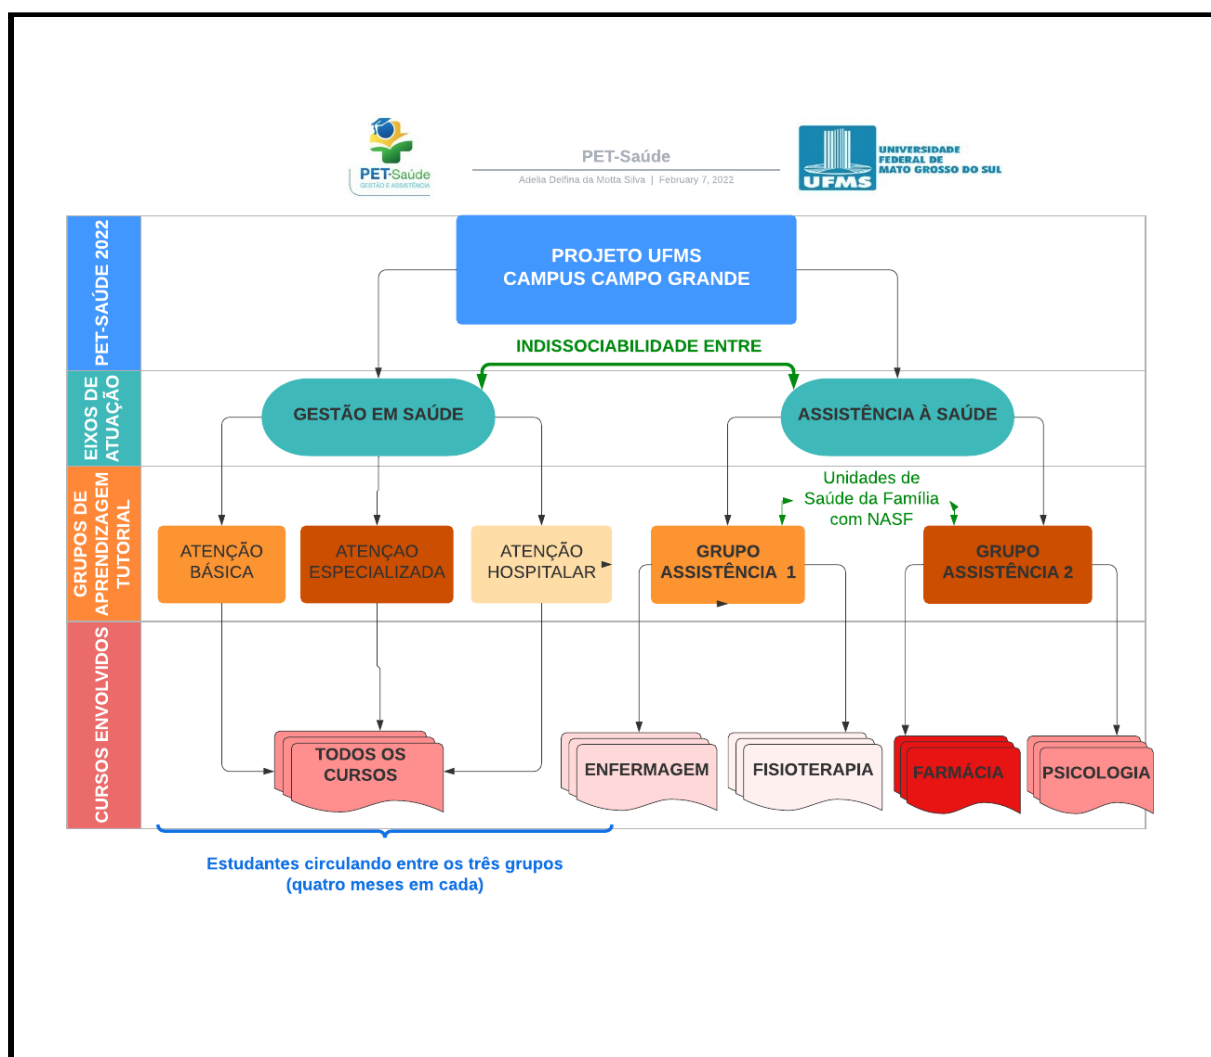 PET-Saúde
GESTÃO E ASSISTÊNCIA
PET-Saúde
Adelia Delfina da Motta Silva | February 7, 2022
UFMS
UNIVERSIDADE
FEDERAL DE
MATO GROSSO DO SUL
PET-SAÚDE 2022
PROJETO UFMS
CAMPUS CAMPO GRANDE
INDISSOCIABILIDADE ENTRE
EIXOS DE
ATUAÇÃO
GESTÃO EM SAÚDE
ASSISTÊNCIA À SAÚDE
GRUPOS DE
APRENDIZAGEM
TUTORIAL
Unidades de
Saúde da Família
com NASF
ATENÇÃO
BÁSICA
ATENÇAO
ESPECIALIZADA
ATENÇÃO
HOSPITALAR
GRUPO
ASSISTÊNCIA 1
GRUPO
ASSISTÊNCIA 2
CURSOS ENVOLVIDOS
TODOS OS
CURSOS
ENFERMAGEM
FISIOTERAPIA
FARMÁCIA
PSICOLOGIA
Estudantes circulando entre os três grupos
(quatro meses em cada)